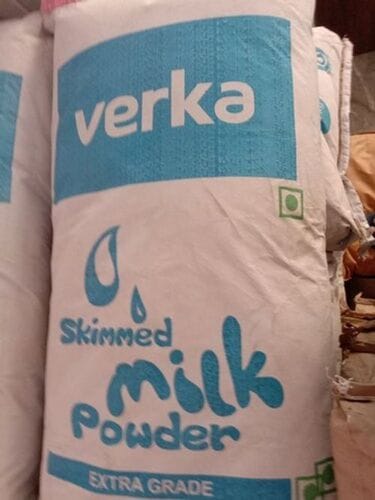 verka
Skimmed
milk
Powder
EXTRA GRADE